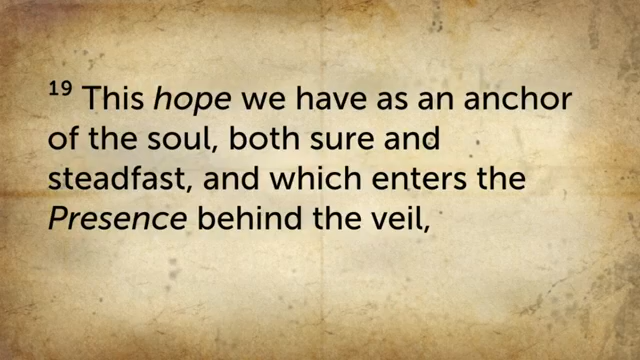 19 This hope we have as an anchor
of the soul, both sure and
steadfast, and which enters the
Presence behind the veil,